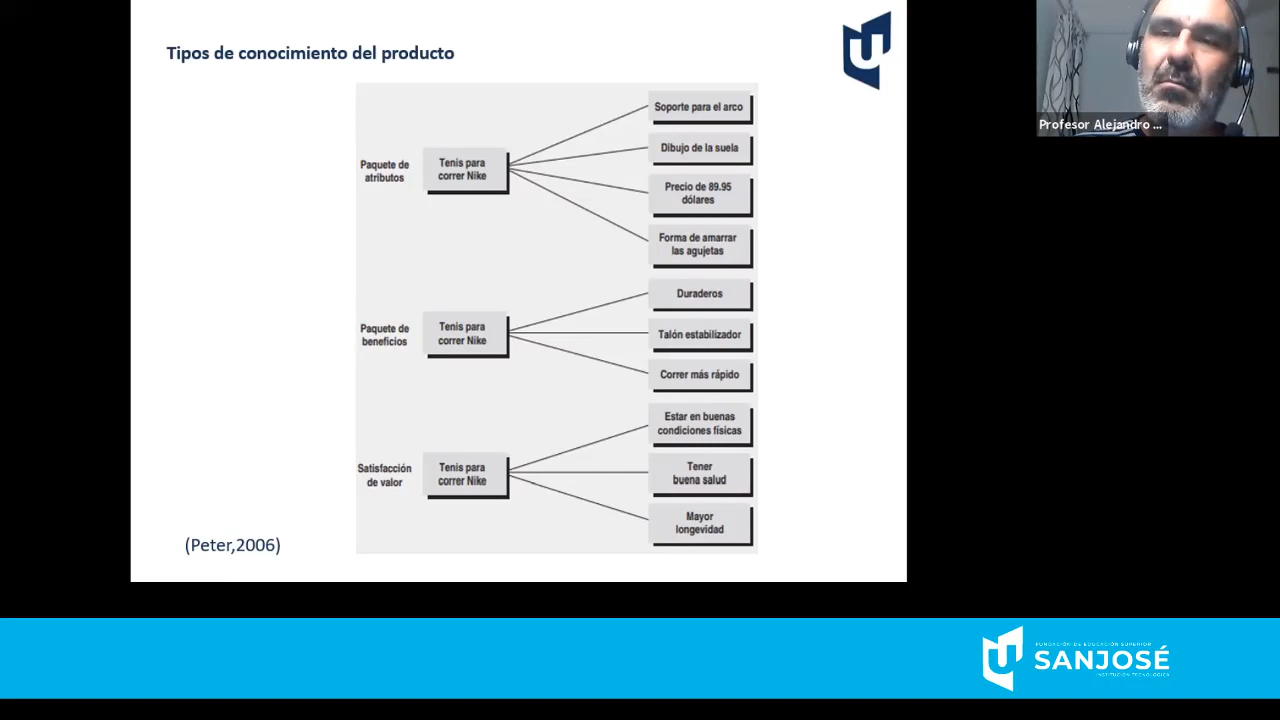 Tipos de conocimiento del producto
Profesor Alejandro ...
Paquete de
atributos
Tenis para
correr Nike
Soporte para el arco
Dibujo de la suela
Precio de 89.95
dólares
Forma de amarrar
las agujetas
Paquete de
beneficios
Tenis para
correr Nike
Duraderos
Talón estabilizador
Correr más rápido
Satisfacción
de valor
Tenis para
correr Nike
Estar en buenas
condiciones físicas
Tener
buena salud
Mayor
longevidad
(Peter,2006)
FUNDACIÓN DE EDUCACIÓN SUPERIOR
SANJOSÉ
INSTITUCIÓN TECNOLÓGICA